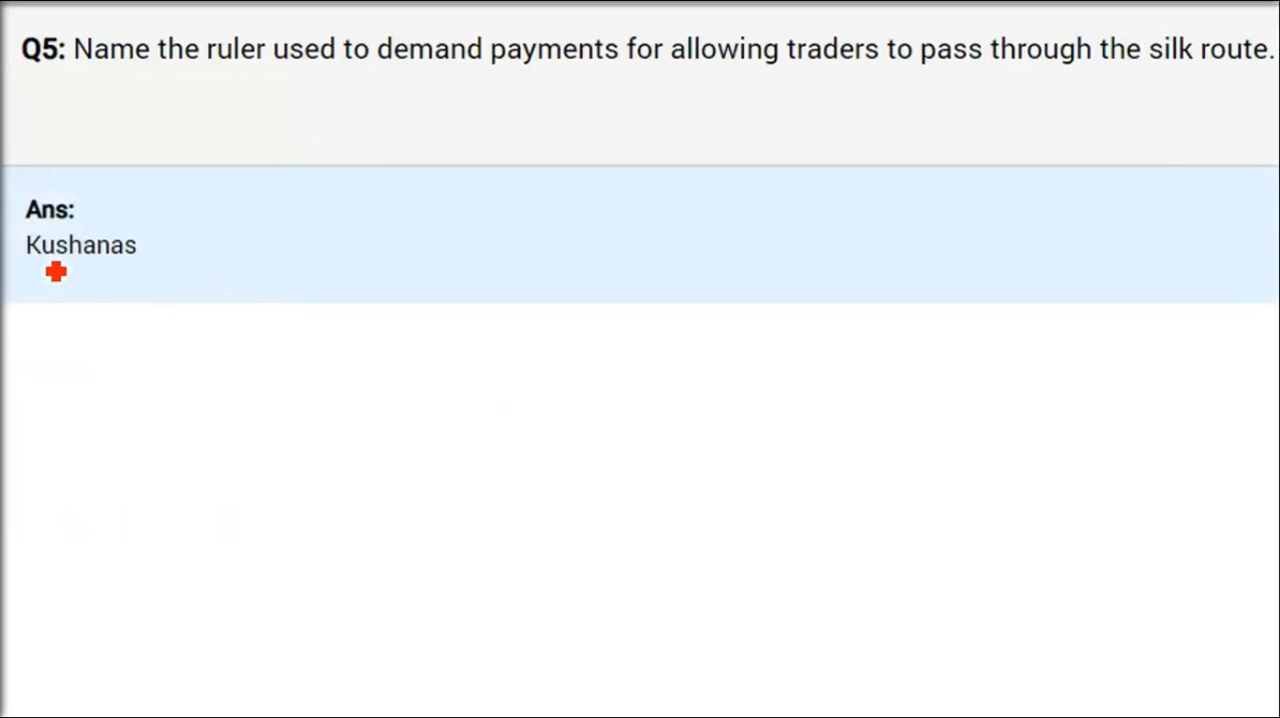 Q5: Name the ruler used to demand payments for allowing traders to pass through the silk route.
Ans:
Kushanas